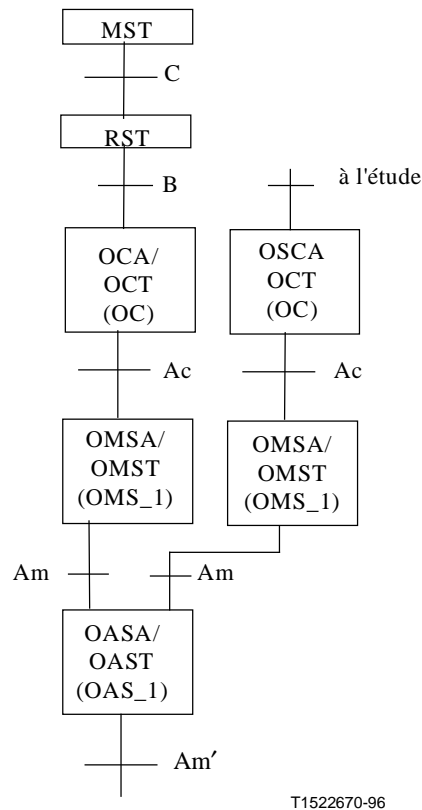 MST
C
RST
B
à l'étude
OCA/
OCT
(OC)
OSCA
OCT
(OC)
Ac
Ac
OMSA/
OMST
(OMS_1)
OMSA/
OMST
(OMS_1)
Am
Am
OASA/
OAST
(OAS_1)
Am′
T1522670-96